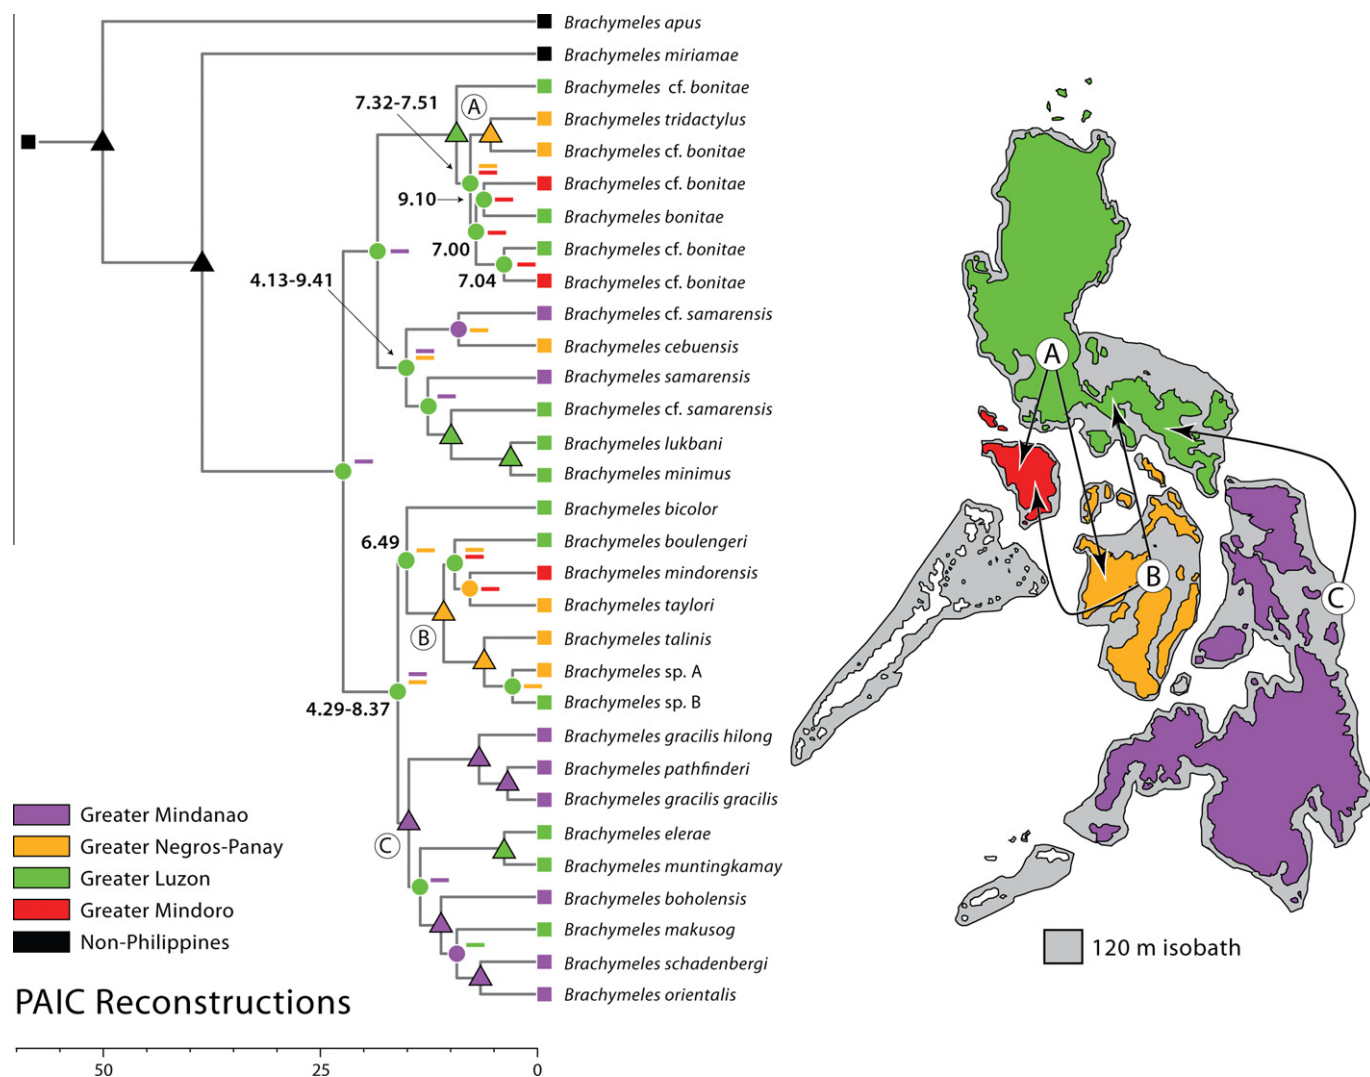 Brachymeles apus
Brachymeles miriamae
Brachymeles cf. bonitae
7.32-7.51
A
Brachymeles tridactylus
Brachymeles cf. bonitae
Brachymeles cf. bonitae
9.10
Brachymeles bonitae
7.00
Brachymeles cf. bonitae
7.04
Brachymeles cf. bonitae
4.13-9.41
Brachymeles cf. samarensis
Brachymeles cebuensis
Brachymeles samarensis
Brachymeles cf. samarensis
Brachymeles lukbani
Brachymeles minimus
Brachymeles bicolor
6.49
Brachymeles boulengeri
Brachymeles mindorensis
Brachymeles taylori
B
Brachymeles talinis
Brachymeles sp. A
Brachymeles sp. B
4.29-8.37
Brachymeles gracilis hilong
Brachymeles pathfinderi
Brachymeles gracilis gracilis
C
Brachymeles elerae
Brachymeles muntingkamay
Brachymeles boholensis
Brachymeles makusog
Brachymeles schadenbergi
Brachymeles orientalis
Greater Mindanao
Greater Negros-Panay
Greater Luzon
Greater Mindoro
Non-Philippines
PAIC Reconstructions
50 25 0
A
B
C
120 m isobath